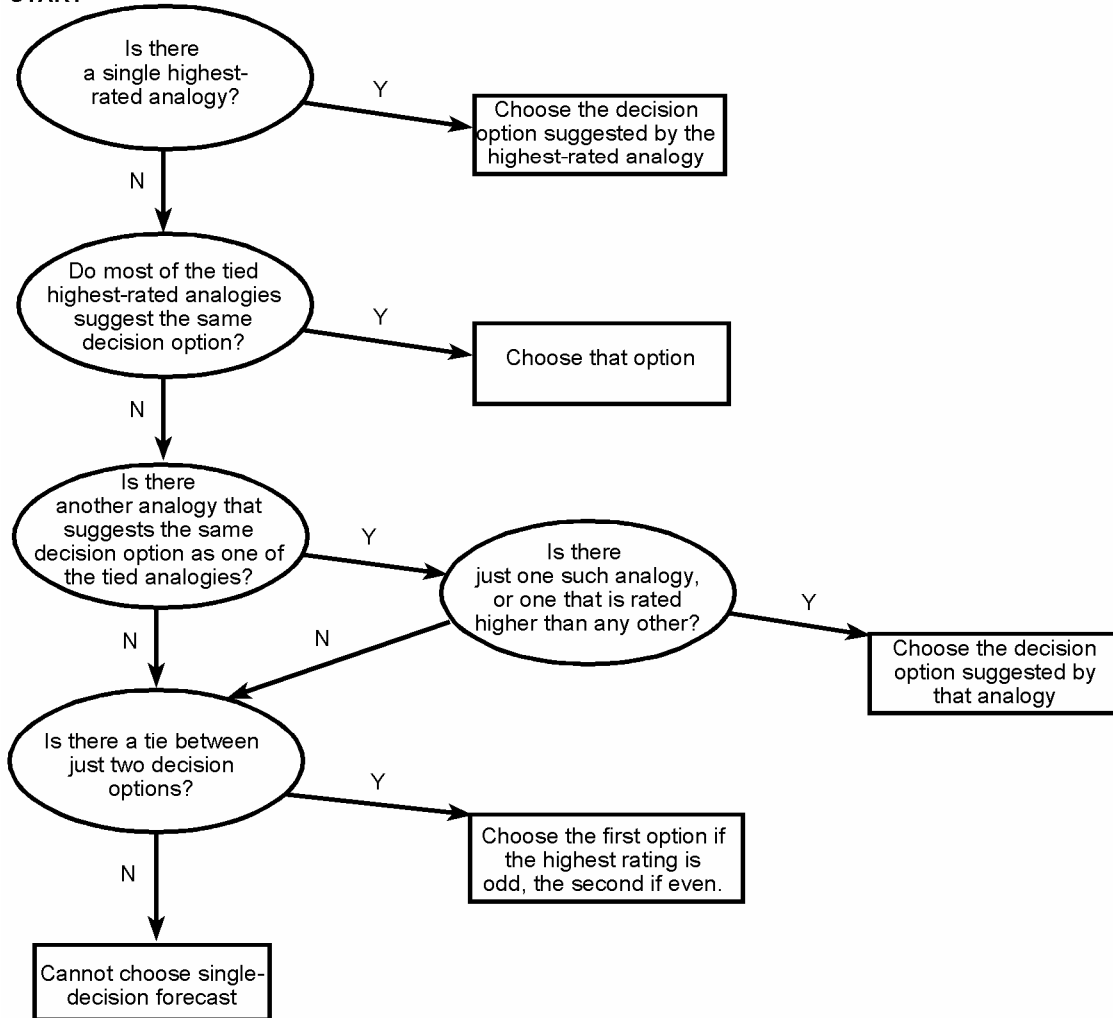 START
Is there
a single highest-
rated analogy?
Y
Choose the decision
option suggested by the
highest-rated analogy
N
Do most of the tied
highest-rated analogies
suggest the same
decision option?
Y
Choose that option
N
Is there
another analogy that
suggests the same
decision option as one of
the tied analogies?
Y
Is there
just one such analogy,
or one that is rated
higher than any other?
Y
Choose the decision
option suggested by
that analogy
N
N
Is there a tie between
just two decision
options?
Y
Choose the first option if
the highest rating is
odd, the second if even.
N
Cannot choose single-
decision forecast